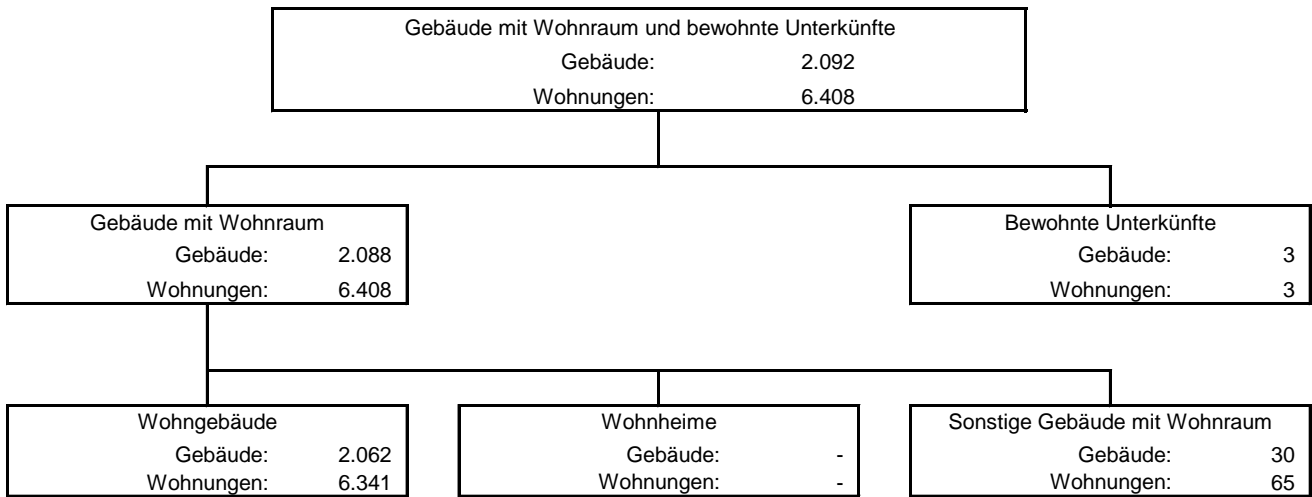 Gebäude mit Wohnraum und bewohnte Unterkünfte
Gebäude: 2.092
Wohnungen: 6.408
Gebäude mit Wohnraum
Gebäude: 2.088
Wohnungen: 6.408
Bewohnte Unterkünfte
Gebäude: 3
Wohnungen: 3
Wohngebäude
Gebäude: 2.062
Wohnungen: 6.341
Wohnheime
Gebäude: -
Wohnungen: -
Sonstige Gebäude mit Wohnraum
Gebäude: 30
Wohnungen: 65